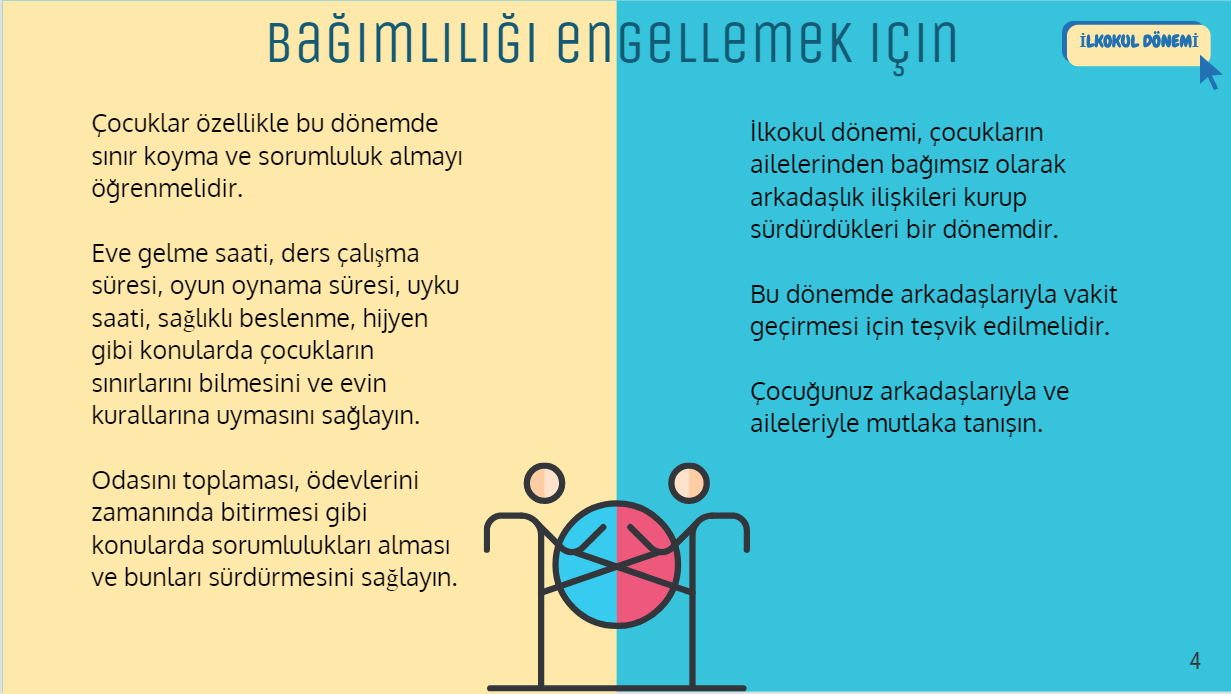 Bağımlılığı engellemek için
İLKOKUL DÖNEMİ
Çocuklar özellikle bu dönemde
sınır koyma ve sorumluluk almayı
öğrenmelidir.
Eve gelme saati, ders çalışma
süresi, oyun oynama süresi, uyku
saati, sağlıklı beslenme, hijyen
gibi konularda çocukların
sınırlarını bilmesini ve evin
kurallarına uymasını sağlayın.
Odasını toplaması, ödevlerini
zamanında bitirmesi gibi
konularda sorumlulukları alması
ve bunları sürdürmesini sağlayın.
İlkokul dönemi, çocukların
ailelerinden bağımsız olarak
arkadaşlık ilişkileri kurup
sürdürdükleri bir dönemdir.
Bu dönemde arkadaşlarıyla vakit
geçirmesi için teşvik edilmelidir.
Çocuğunuz arkadaşlarıyla ve
aileleriyle mutlaka tanışın.
4